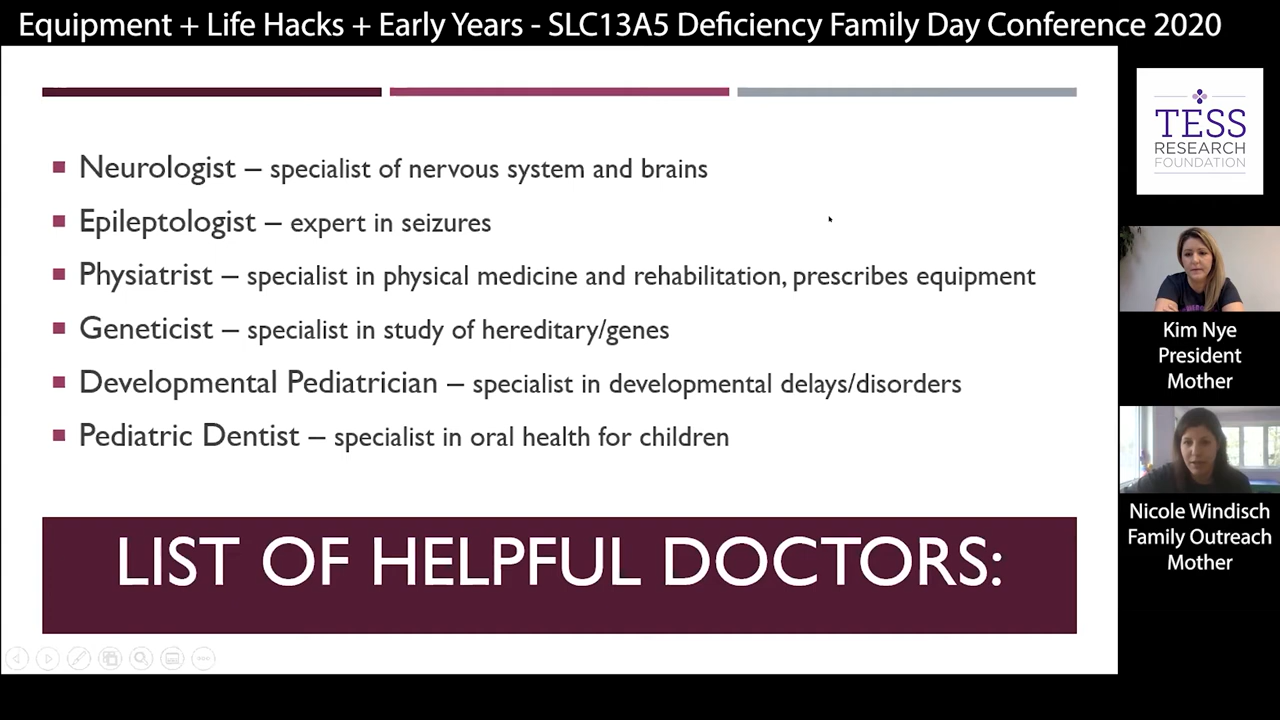 Equipment + Life Hacks + Early Years - SLC13A5 Deficiency Family Day Conference 2020
Neurologist – specialist of nervous system and brains
Epileptologist – expert in seizures
Physiatrist – specialist in physical medicine and rehabilitation, prescribes equipment
Geneticist – specialist in study of hereditary/genes
Developmental Pediatrician – specialist in developmental delays/disorders
Pediatric Dentist – specialist in oral health for children
LIST OF HELPFUL DOCTORS:
TESS
RESEARCH
FOUNDATION
Kim Nye
President
Mother
Nicole Windisch
Family Outreach
Mother